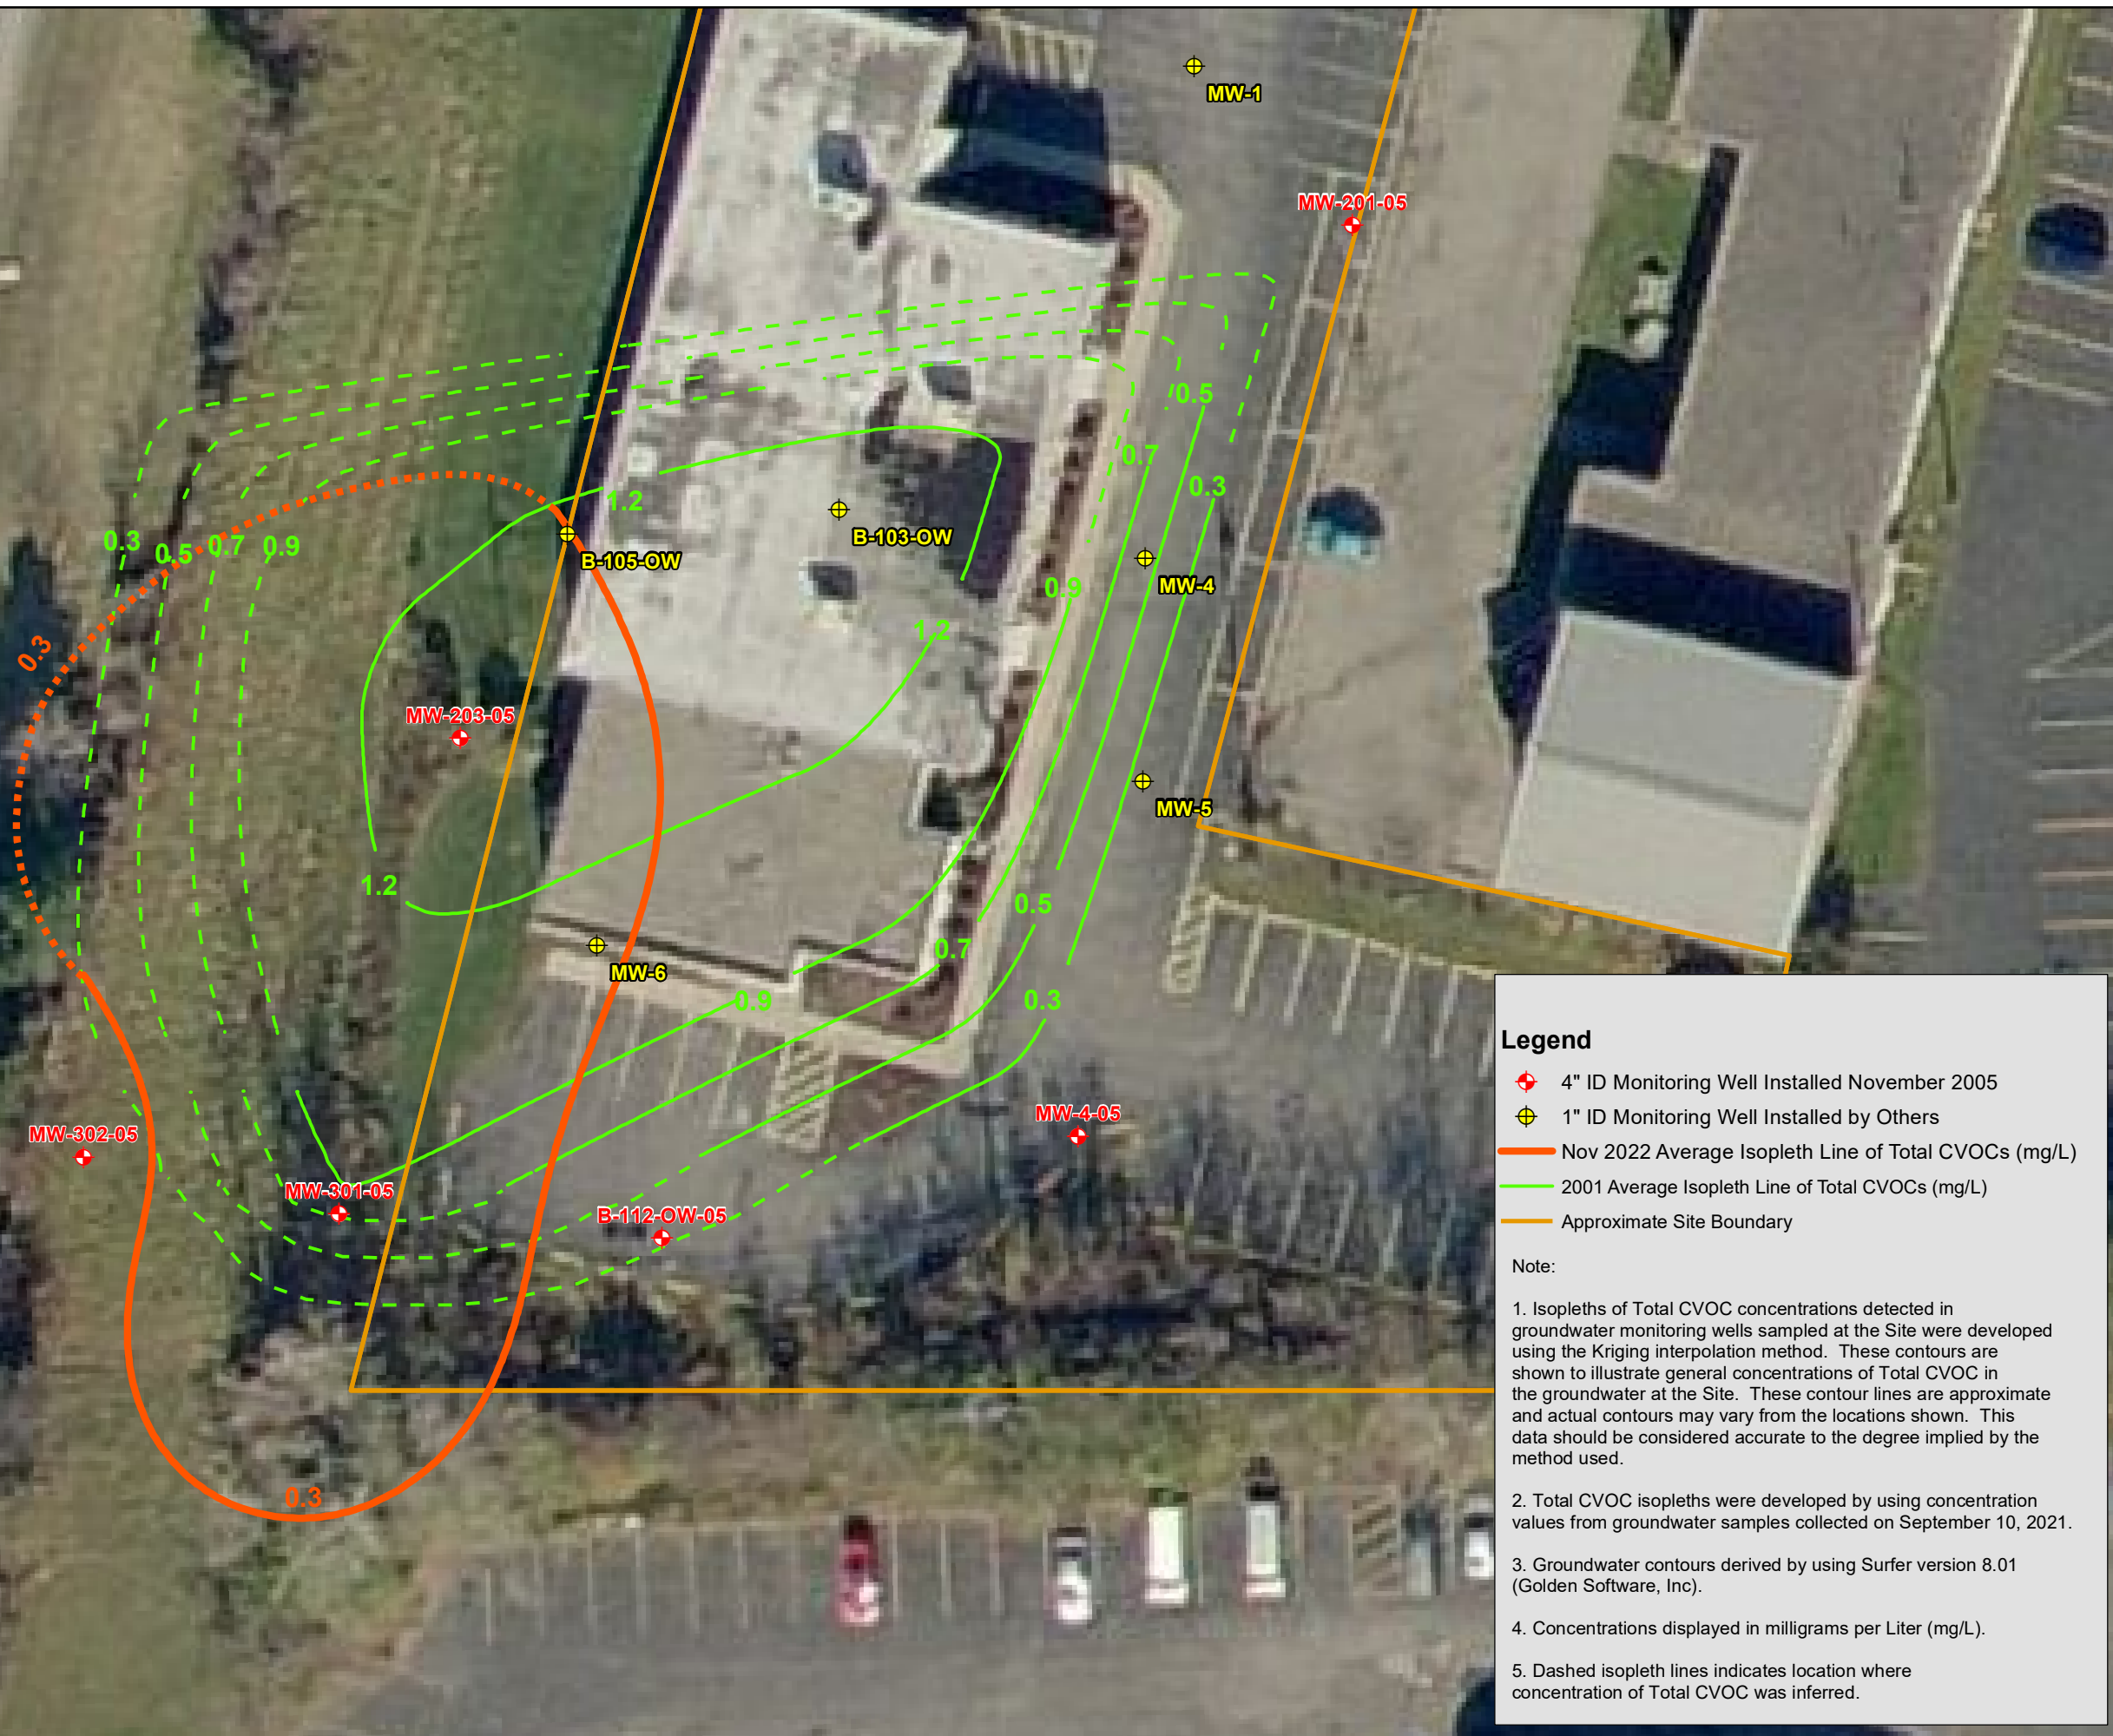 MW-1
MW-201-05
0.5
0.7
0.3
1.2
B-103-OW
0.3
0.5
0.7
0.9
B-105-OW
MW-4
0.9
1.2
0.3
MW-203-05
MW-5
1.2
0.5
0.7
MW-6
0.9
0.3
MW-4-05
MW-302-05
MW-301-05
B-112-OW-05
0.3
Legend
4" ID Monitoring Well Installed November 2005
1" ID Monitoring Well Installed by Others
Nov 2022 Average Isopleth Line of Total CVOCs (mg/L)
2001 Average Isopleth Line of Total CVOCs (mg/L)
Approximate Site Boundary
Note:
1. Isopleths of Total CVOC concentrations detected in
groundwater monitoring wells sampled at the Site were developed
using the Kriging interpolation method. These contours are
shown to illustrate general concentrations of Total CVOC in
the groundwater at the Site. These contour lines are approximate
and actual contours may vary from the locations shown. This
data should be considered accurate to the degree implied by the
method used.
2. Total CVOC isopleths were developed by using concentration
values from groundwater samples collected on September 10, 2021.
3. Groundwater contours derived by using Surfer version 8.01
(Golden Software, Inc).
4. Concentrations displayed in milligrams per Liter (mg/L).
5. Dashed isopleth lines indicates location where
concentration of Total CVOC was inferred.